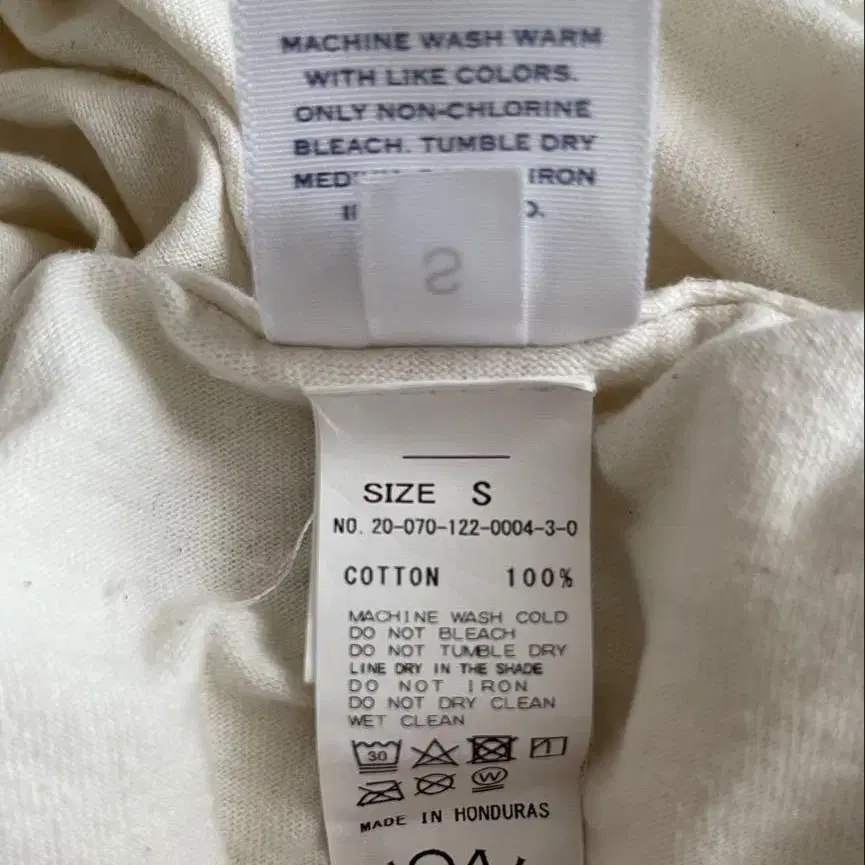 MACHINE WASH WARM
WITH LIKE COLORS.
ONLY NON-CHLORINE
BLEACH. TUMBLE DRY
IRON
S
SIZE S
NO. 20-070-122-0004-3-0
COTTON 100%
MACHINE WASH COLD
DO NOT BLEACH
DO NOT TUMBLE DRY
LINE DRY IN THE SHADE
DO NOT IRON
DO NOT DRY CLEAN
WET CLEAN
30
W
MADE IN HONDURAS